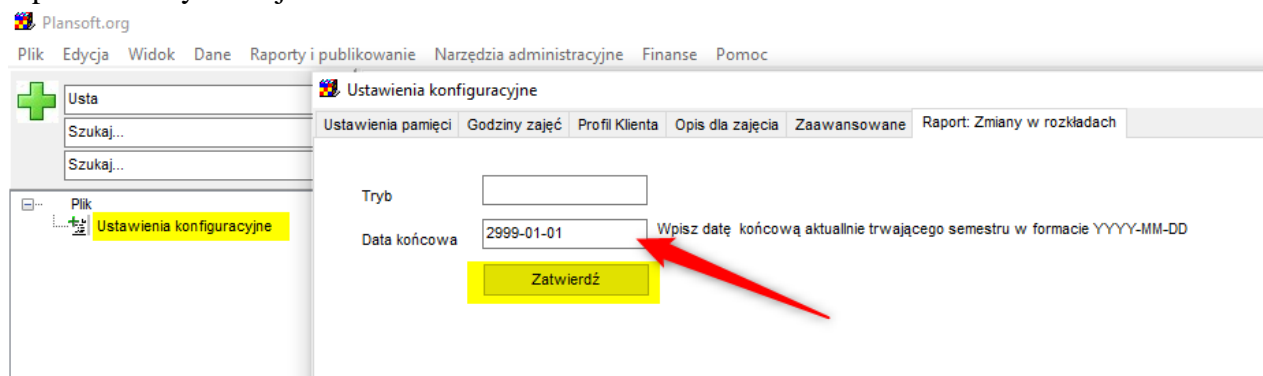 Plansoft.org
Plik Edycja Widok Dane Raporty i publikowanie Narzędzia administracyjne Finanse Pomoc
Usta
Szukaj...
Szukaj...
Plik
Ustawienia konfiguracyjne
Ustawienia konfiguracyjne
Ustawienia pamięci Godziny zajęć Profil Klienta Opis dla zajęcia Zaawansowane Raport: Zmiany w rozkładach
Tryb
Data końcowa 2999-01-01 Wpisz datę końcową aktuallnie trwającego semestru w formacie YYYY-MM-DD
Zatwierdź